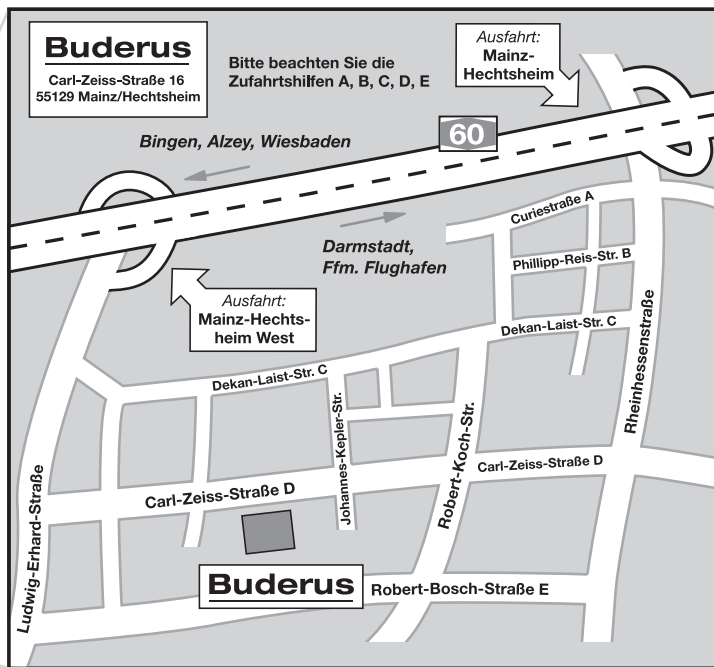 Buderus
Carl-Zeiss-Straße 16
55129 Mainz/Hechtsheim
Bitte beachten Sie die
Zufahrtshilfen A, B, C, D, E
Ausfahrt:
Mainz-
Hechtsheim
60
Bingen, Alzey, Wiesbaden
Darmstadt,
Ffm. Flughafen
Curiestraße A
Phillipp-Reis-Str. B
Dekan-Laist-Str. C
Ausfahrt:
Mainz-Hechts-
heim West
Rheinhessenstraße
Dekan-Laist-Str. C
Johannes-Kepler-Str.
Robert-Koch-Str.
Carl-Zeiss-Straße D
Carl-Zeiss-Straße D
Ludwig-Erhard-Straße
Buderus
Robert-Bosch-Straße E